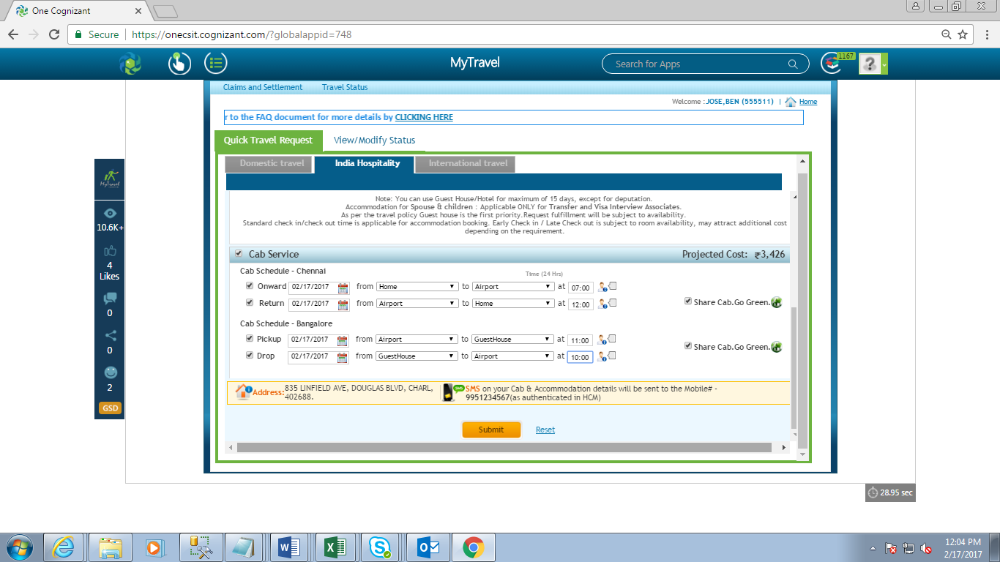 One Cognizant
Secure https://onecsit.cognizant.com/?globalappid=748
MyTravel
Search for Apps
1167
?
Claims and Settlement Travel Status
Welcome :JOSE,BEN (555511) | Home
r to the FAQ document for more details by CLICKING HERE
Quick Travel Request View/Modify Status
Domestic travel India Hospitality International travel
Note: You can use Guest House/Hotel for maximum of 15 days, except for deputation.
Accommodation for Spouse & children : Applicable ONLY for Transfer and Visa Interview Associates.
As per the travel policy Guest house is the first priority.Request fulfillment will be subject to availability.
Standard check in/check out time is applicable for accommodation booking. Early Check in / Late Check out is subject to room availability, may attract additional cost
depending on the requirement.
Cab Service Projected Cost: ₹3,426
Cab Schedule - Chennai
Time (24 Hrs)
Onward 02/17/2017 from Home to Airport at 07:00
Return 02/17/2017 from Airport to Home at 12:00
Share Cab.Go Green.
Cab Schedule - Bangalore
Pickup 02/17/2017 from Airport to GuestHouse at 11:00
Drop 02/17/2017 from GuestHouse to Airport at 10:00
Share Cab.Go Green.
Address: 835 LINFIELD AVE, DOUGLAS BLVD, CHARL,
402688.
SMS on your Cab & Accommodation details will be sent to the Mobile# -
9951234567(as authenticated in HCM)
Submit Reset
MyTravel
10.6K+
4
Likes
0
0
2
GSD
28.95 sec
12:04 PM
2/17/2017